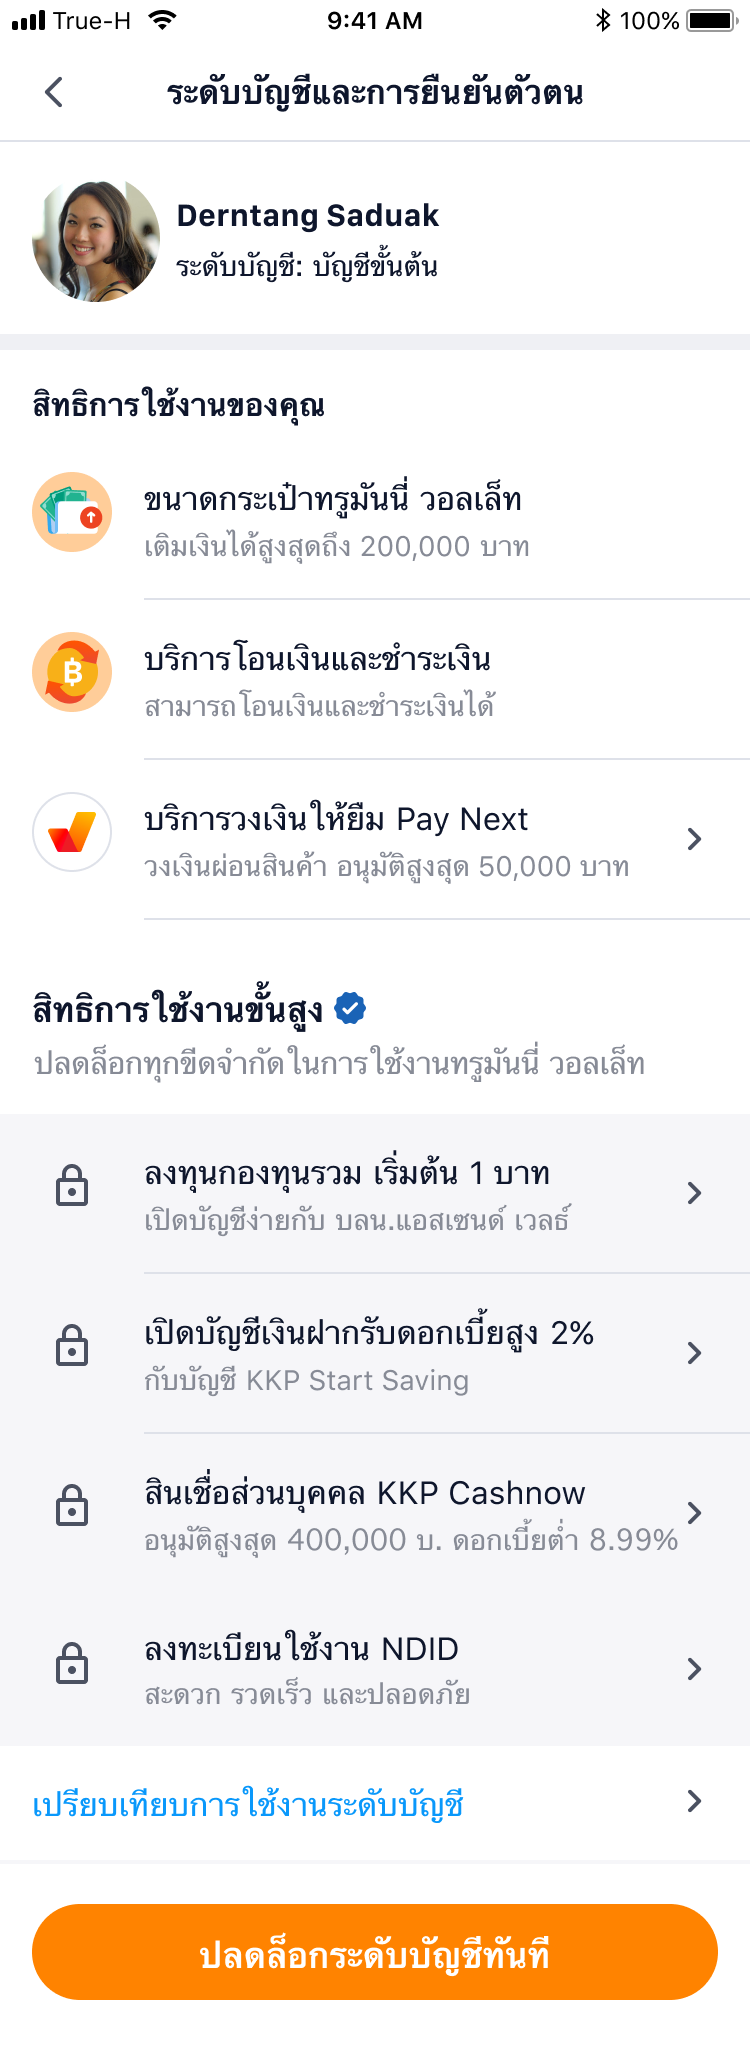 True-H 9:41 AM 100%
ระดับบัญชีและการยืนยันตัวตน
Derntang Saduak
ระดับบัญชี: บัญชีขั้นต้น
สิทธิการใช้งานของคุณ
ขนาดกระเป๋าทรูมันนี่ วอลเล็ท
เติมเงินได้สูงสุดถึง 200,000 บาท
บริการโอนเงินและชำระเงิน
สามารถโอนเงินและชำระเงินได้
บริการวงเงินให้ยืม Pay Next
วงเงินผ่อนสินค้า อนุมัติสูงสุด 50,000 บาท
สิทธิการใช้งานขั้นสูง
ปลดล็อกทุกขีดจำกัดในการใช้งานทรูมันนี่ วอลเล็ท
ลงทุนกองทุนรวม เริ่มต้น 1 บาท
เปิดบัญชีง่ายกับ บลน.แอสเซนด์ เวลธ์
เปิดบัญชีเงินฝากรับดอกเบี้ยสูง 2%
กับบัญชี KKP Start Saving
สินเชื่อส่วนบุคคล KKP Cashnow
อนุมัติสูงสุด 400,000 บ. ดอกเบี้ยต่ำ 8.99%
ลงทะเบียนใช้งาน NDID
สะดวก รวดเร็ว และปลอดภัย
เปรียบเทียบการใช้งานระดับบัญชี
ปลดล็อกระดับบัญชีทันที